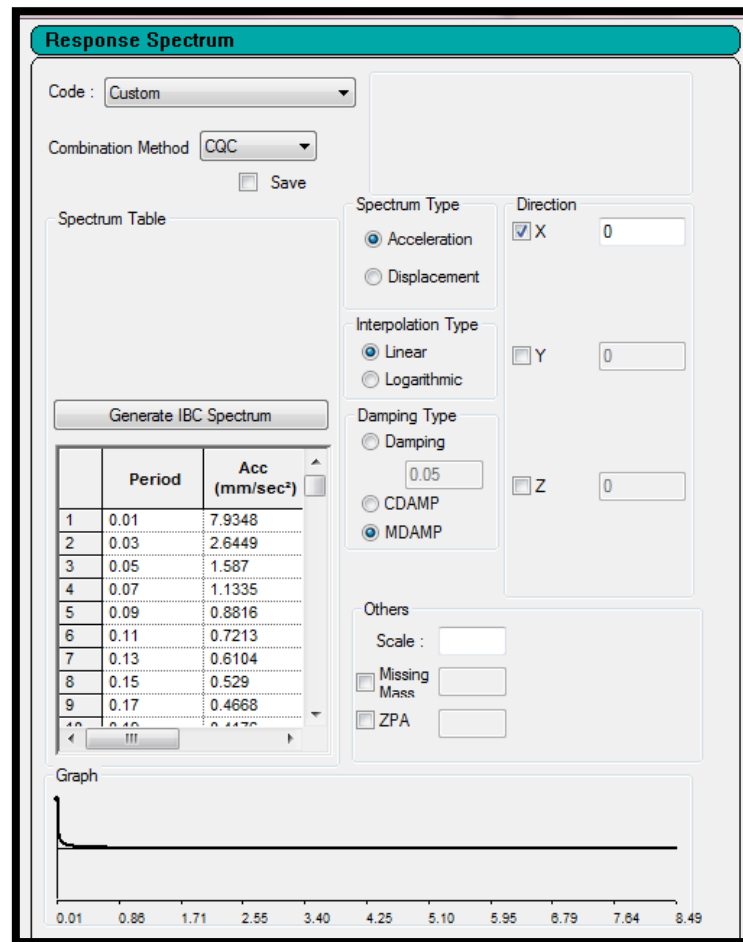 Response Spectrum
Code : Custom
Combination Method CQC
Save
Spectrum Table
Generate IBC Spectrum
Period Acc (mm/sec²)
1 0.01 7.9348
2 0.03 2.6449
3 0.05 1.587
4 0.07 1.1335
5 0.09 0.8816
6 0.11 0.7213
7 0.13 0.6104
8 0.15 0.529
9 0.17 0.4668
Spectrum Type
Acceleration
Displacement
Interpolation Type
Linear
Logarithmic
Damping Type
Damping
0.05
CDAMP
MDAMP
Direction
X 0
Y 0
Z 0
Others
Scale :
Missing
Mass
ZPA
Graph
0.01 0.86 1.71 2.55 3.40 4.25 5.10 5.95 6.79 7.64 8.49